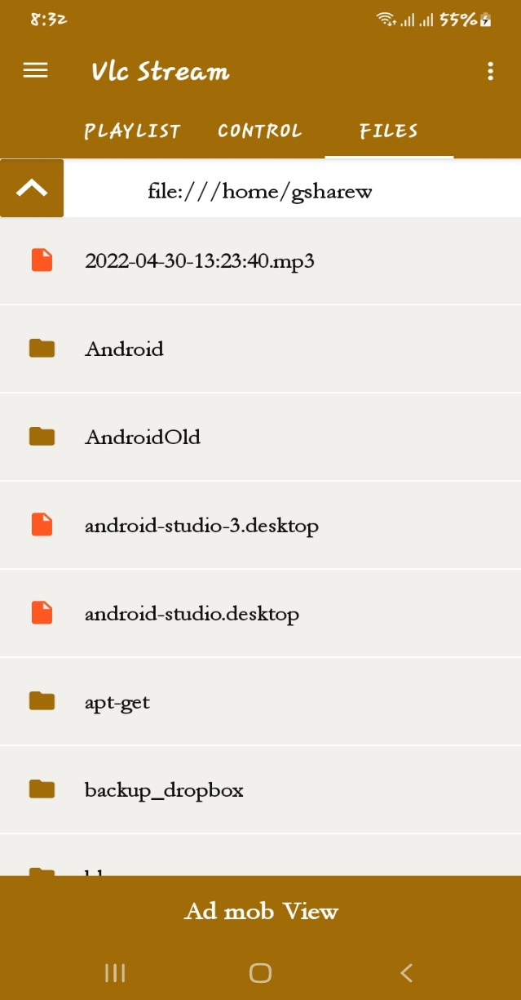 8:32
55%
Vlc Stream
PLAYLIST CONTROL FILES
file:///home/gsharew
2022-04-30-13:23:40.mp3
Android
AndroidOld
android-studio-3.desktop
android-studio.desktop
apt-get
backup_dropbox
Ad mob View